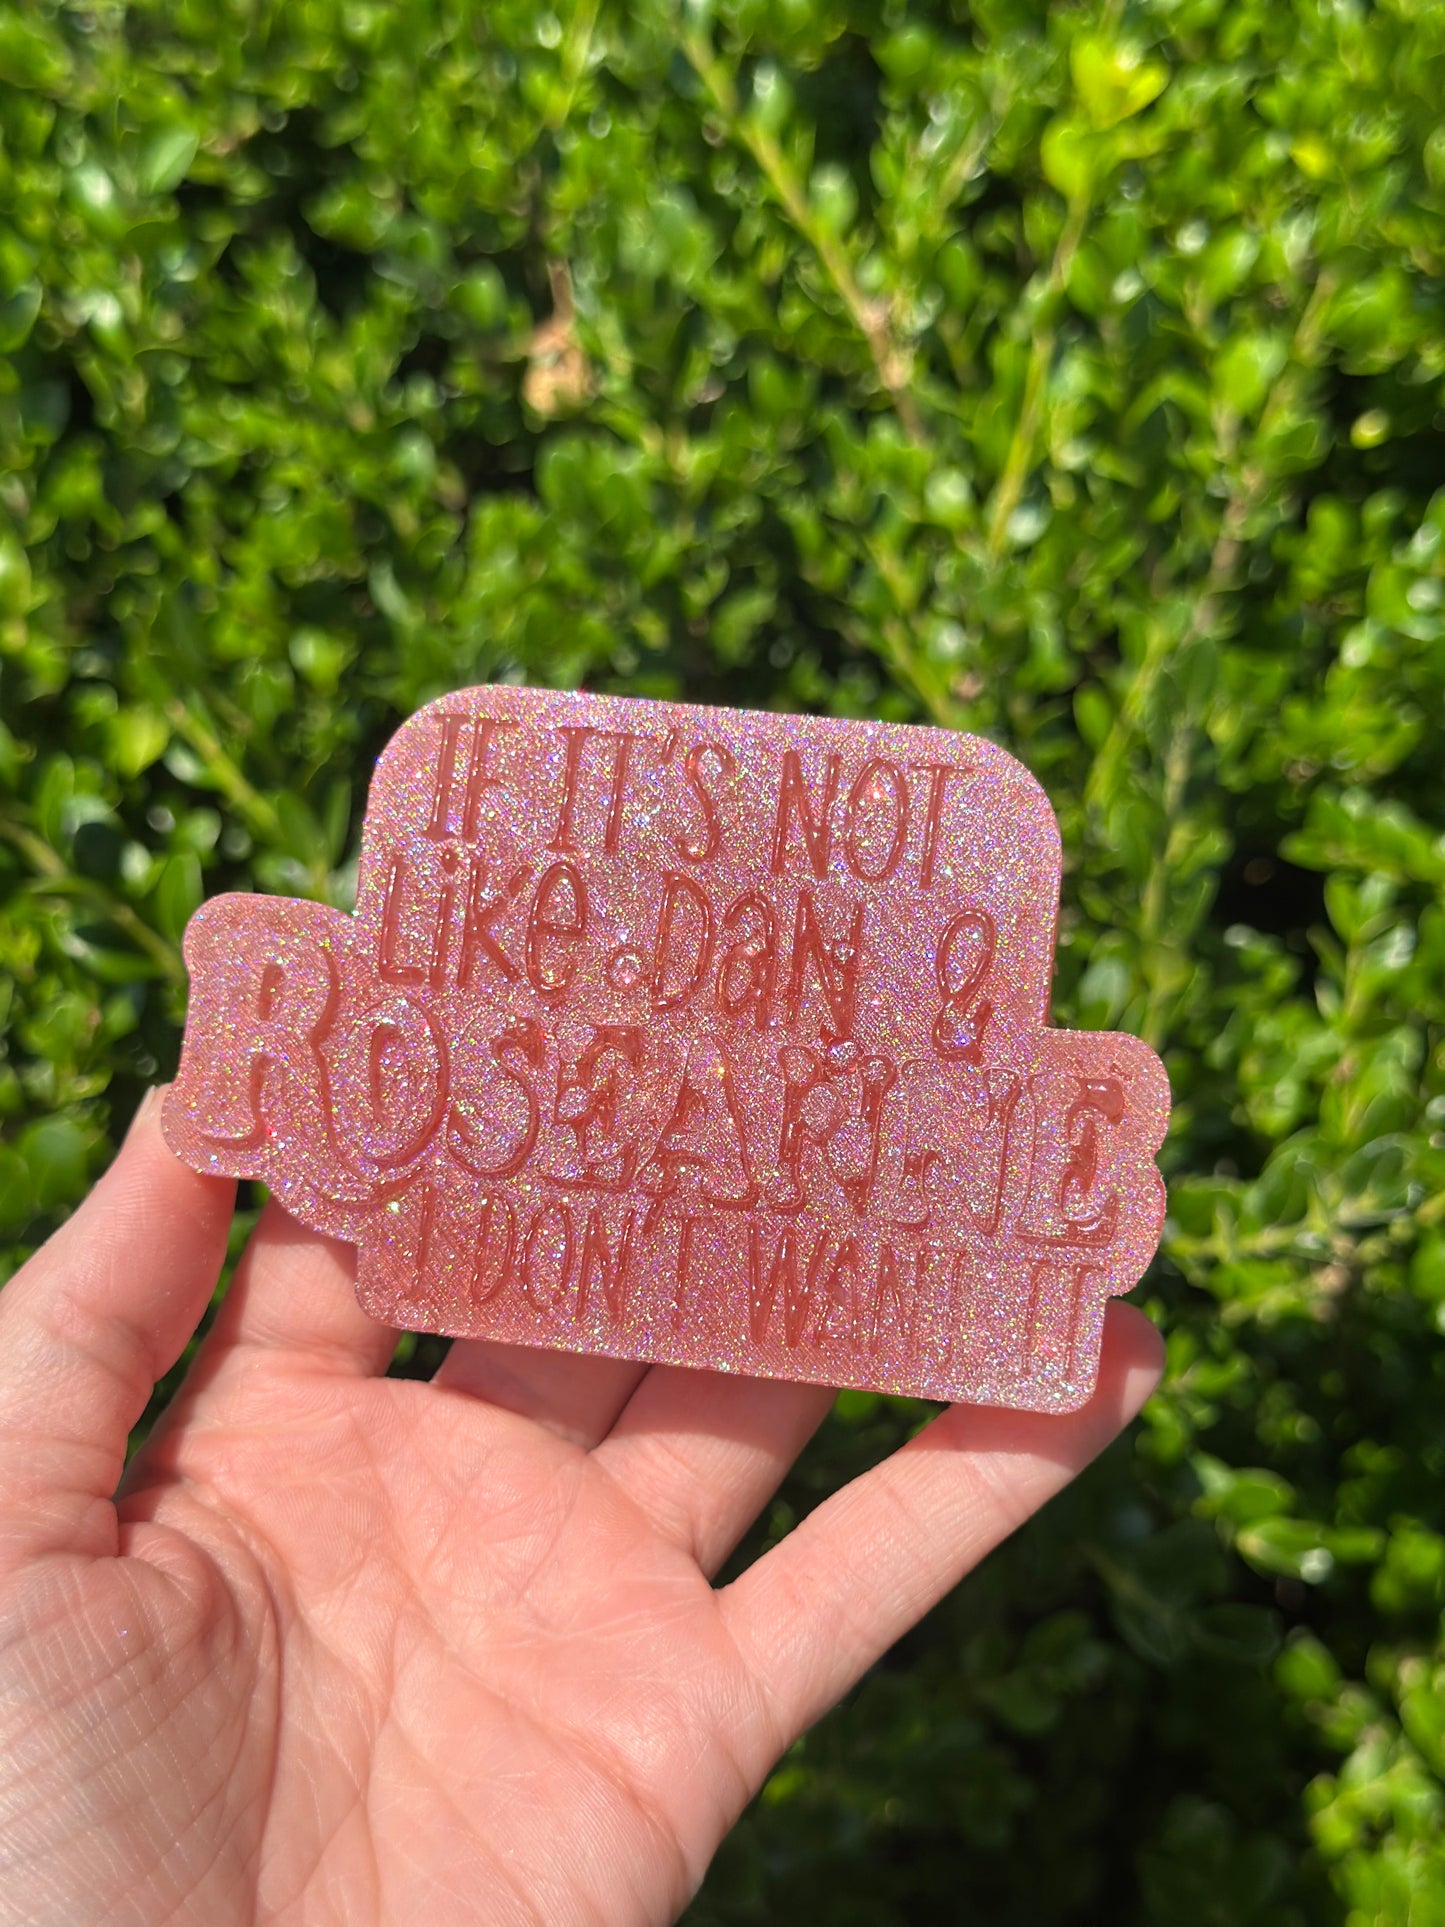 IF IT'S NOT
Like Dan &
ROSEANNE
I DON'T WANT IT